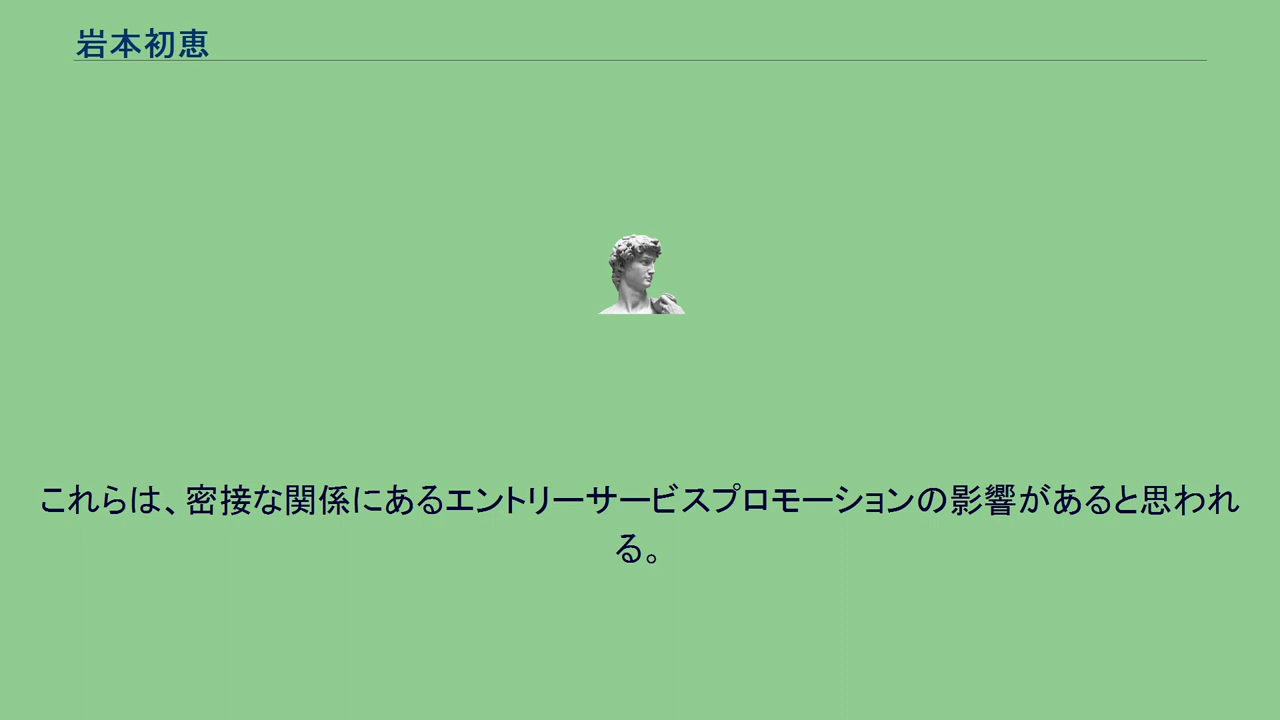 岩本初恵
これらは、密接な関係にあるエントリーサービスプロモーションの影響があると思われ
る。